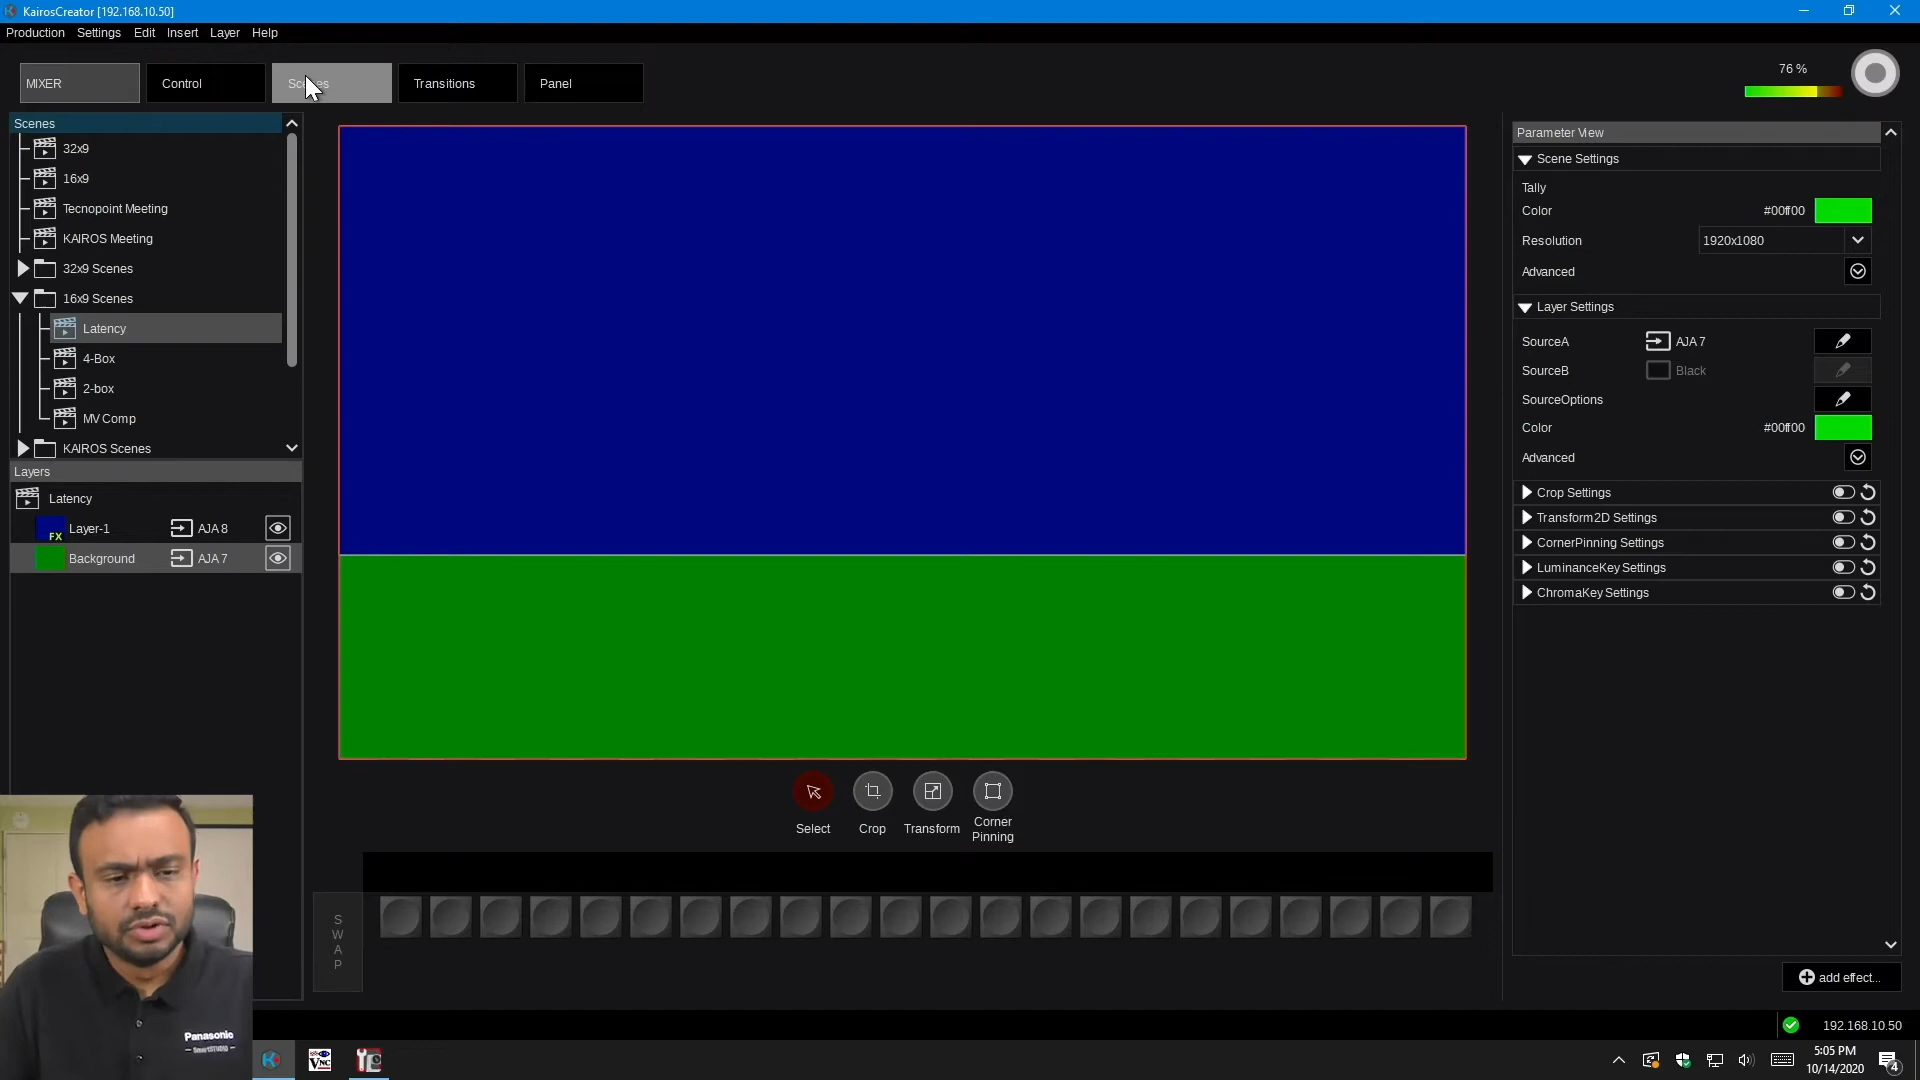 KairosCreator [192.168.10.50]
Production Settings Edit Insert Layer Help
MIXER Control Scenes Transitions Panel
76 %
Scenes
32x9
16x9
Tecnopoint Meeting
KAIROS Meeting
32x9 Scenes
16x9 Scenes
Latency
4-Box
2-box
MV Comp
KAIROS Scenes
Layers
Latency
FX Layer-1 AJA 8
Background AJA 7
Select
Crop
Transform
Corner
Pinning
SWAP
Parameter View
Scene Settings
Tally
Color #00ff00
Resolution 1920x1080
Advanced
Layer Settings
SourceA AJA 7
SourceB Black
SourceOptions
Color #00ff00
Advanced
Crop Settings
Transform2D Settings
CornerPinning Settings
LuminanceKey Settings
ChromaKey Settings
add effect...
192.168.10.50
Panasonic
VNC
5:05 PM
10/14/2020
4